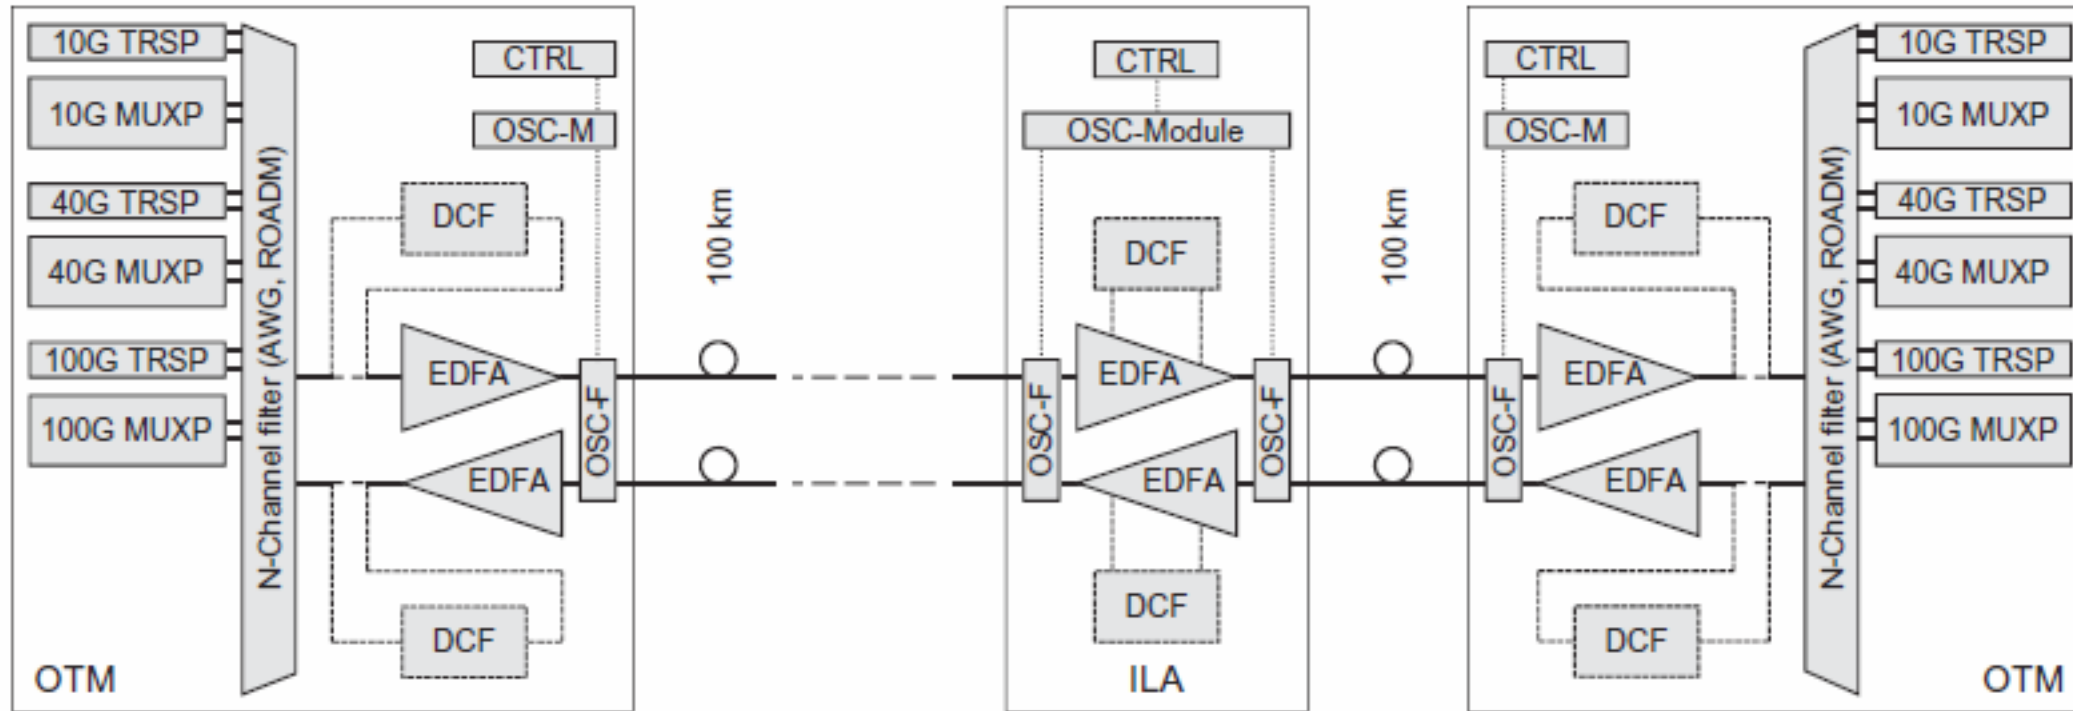 10G TRSP
10G MUXP
40G TRSP
40G MUXP
100G TRSP
100G MUXP
N-Channel filter (AWG, ROADM)
CTRL
OSC-M
DCF
EDFA
EDFA
OSC-F
DCF
OTM
100 km
CTRL
OSC-Module
DCF
OSC-F
EDFA
EDFA
OSC-F
DCF
ILA
100 km
CTRL
OSC-M
DCF
OSC-F
EDFA
EDFA
DCF
N-Channel filter (AWG, ROADM)
10G TRSP
10G MUXP
40G TRSP
40G MUXP
100G TRSP
100G MUXP
OTM